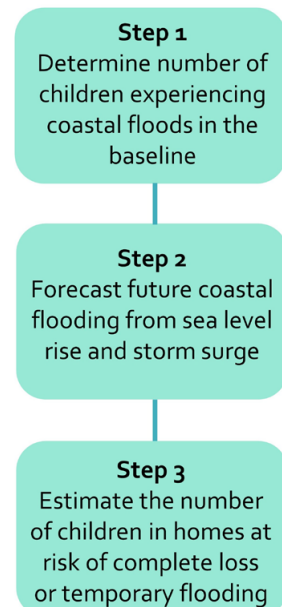 Step 1
Determine number of
children experiencing
coastal floods in the
baseline
Step 2
Forecast future coastal
flooding from sea level
rise and storm surge
Step 3
Estimate the number
of children in homes at
risk of complete loss
or temporary flooding